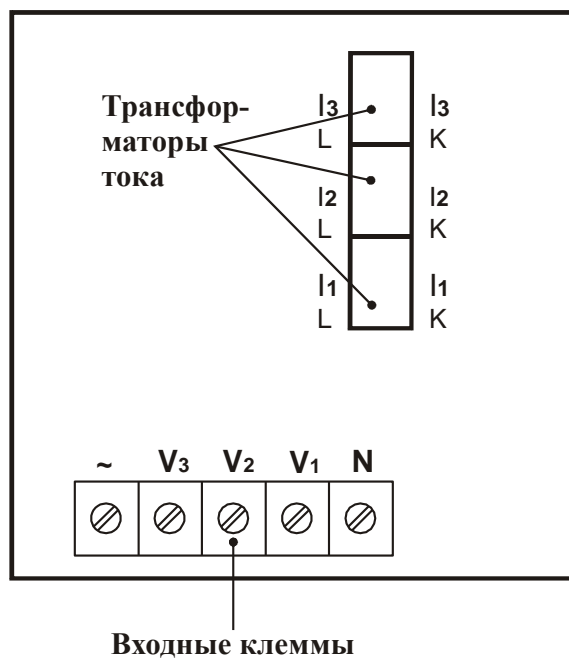 Трансфор-
маторы
тока
I3 I3
L K
I2 I2
L K
I1 I1
L K
~ V3 V2 V1 N
Входные клеммы